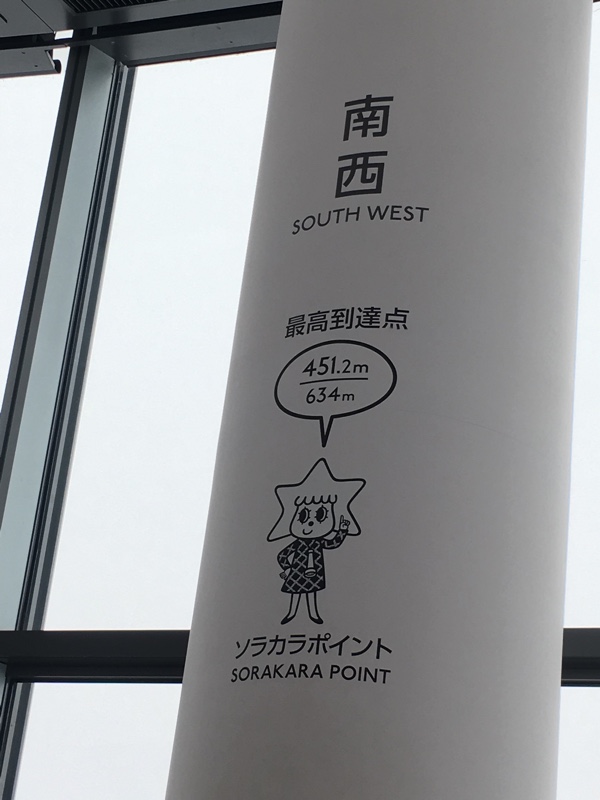 南
西
SOUTH WEST
最高到達点
451.2m
634m
ソラカラポイント
SORAKARA POINT